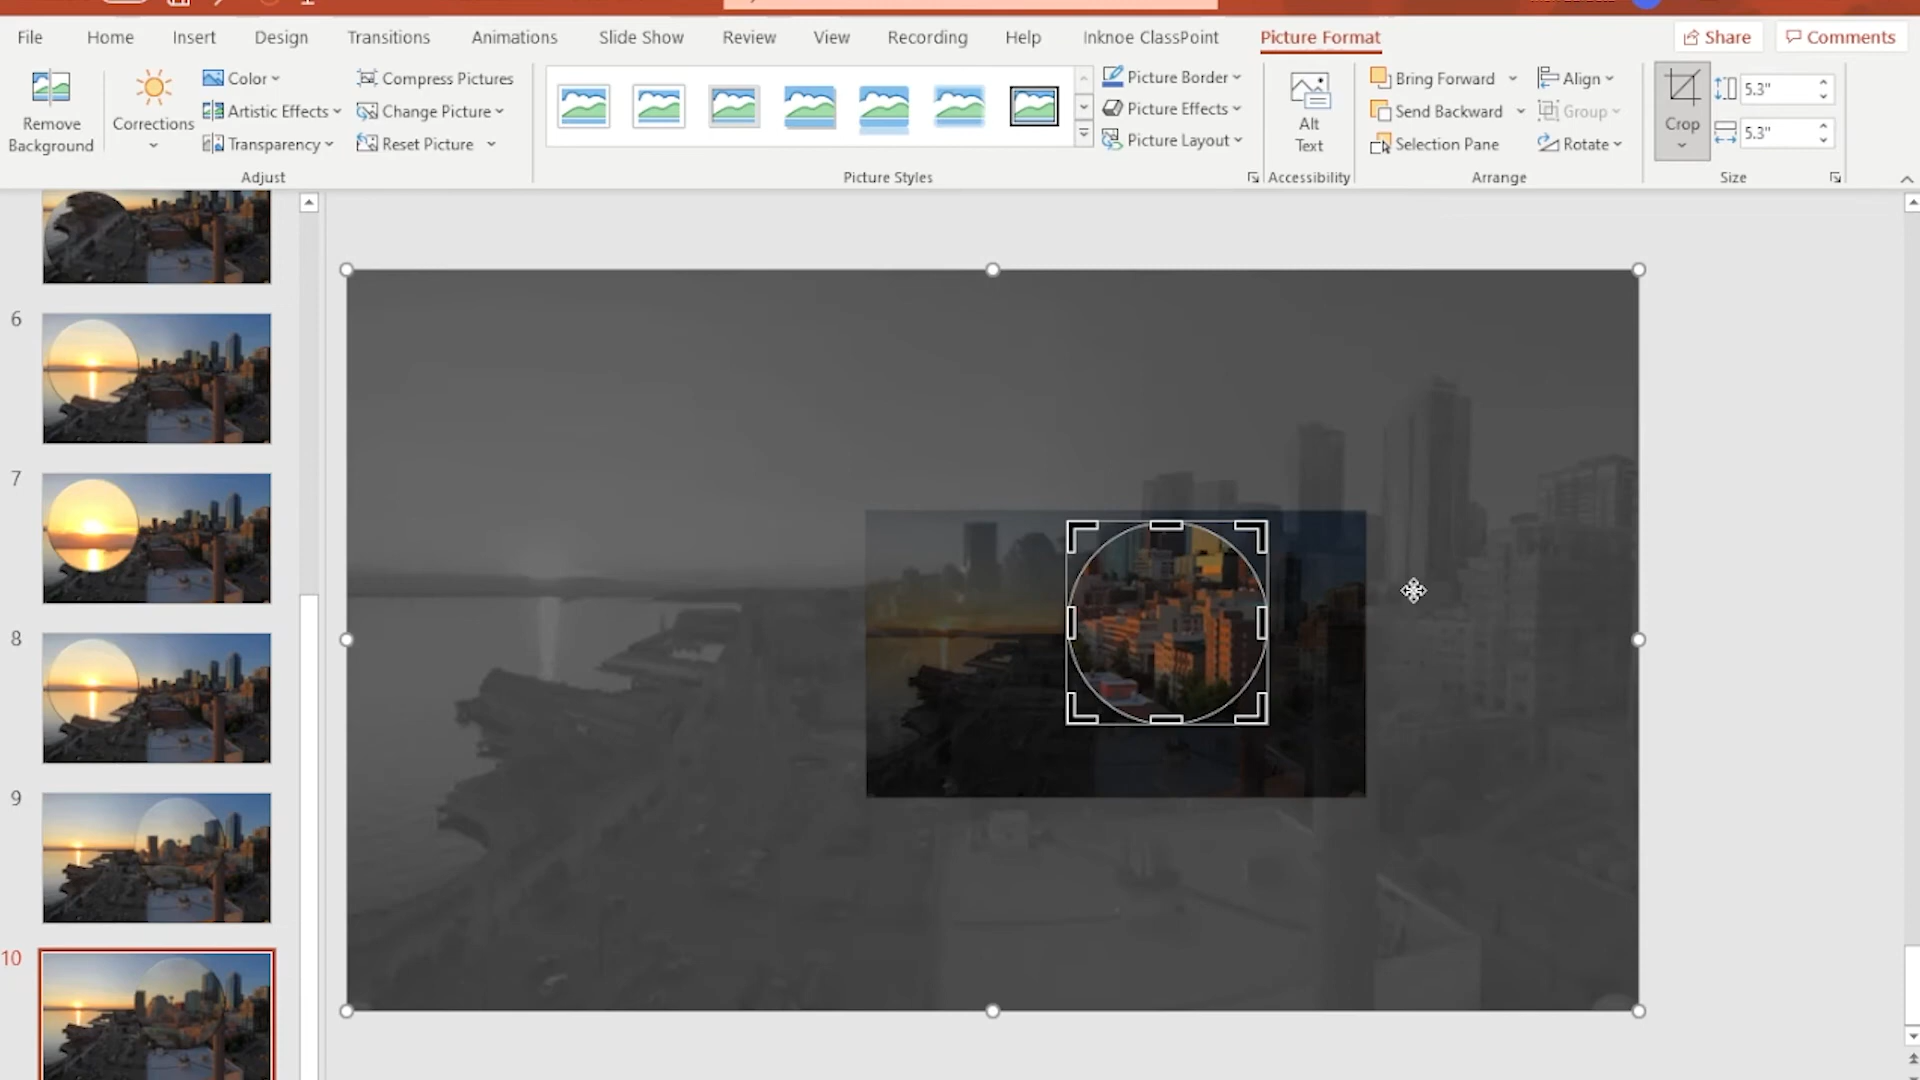 File Home Insert Design Transitions Animations Slide Show Review View Recording Help Inknoe ClassPoint Picture Format Share Comments
Remove Background
Corrections
Color
Artistic Effects
Transparency
Compress Pictures
Change Picture
Reset Picture
Adjust
Picture Border
Picture Effects
Picture Layout
Picture Styles
Alt Text
Accessibility
Bring Forward
Send Backward
Selection Pane
Align
Group
Rotate
Arrange
Crop
5.3"
5.3"
Size
6
7
8
9
10